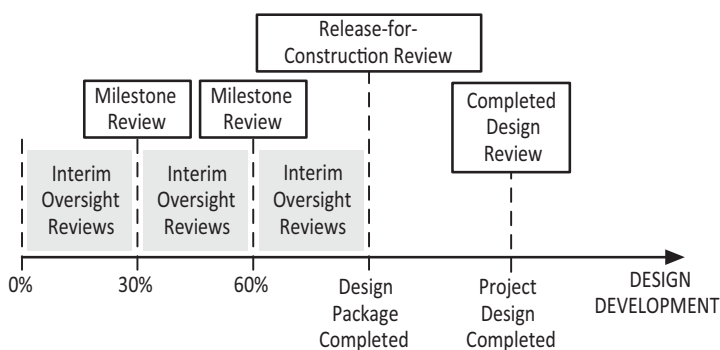 Release-for-
Construction Review
Milestone
Review
Milestone
Review
Completed
Design
Review
Interim
Oversight
Reviews
Interim
Oversight
Reviews
Interim
Oversight
Reviews
0%
30%
60%
Design
Package
Completed
Project
Design
Completed
DESIGN
DEVELOPMENT